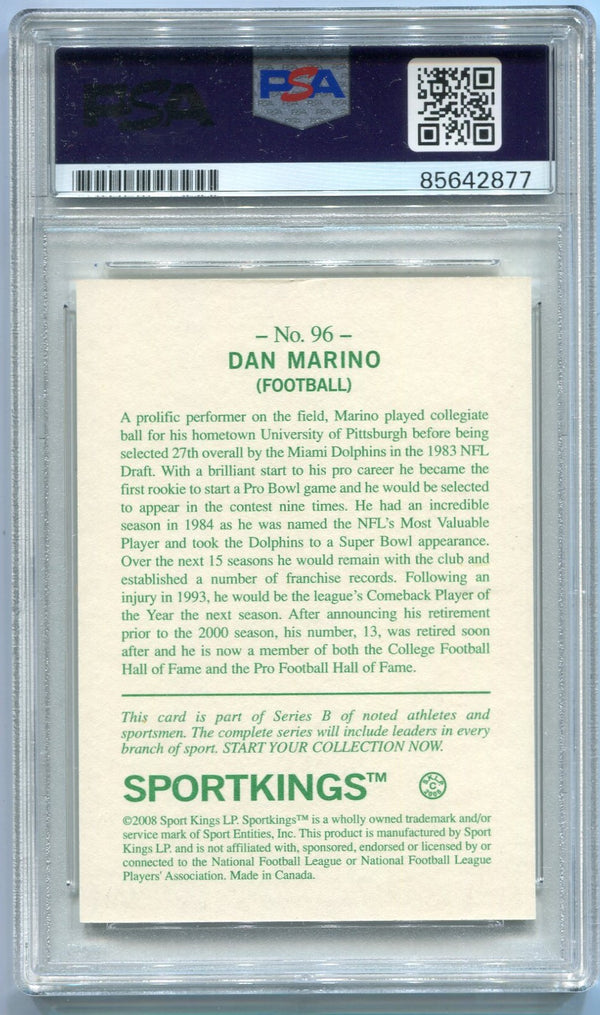 PSA
PSA
85642877
– No. 96 –
DAN MARINO
(FOOTBALL)
A prolific performer on the field, Marino played collegiate
ball for his hometown University of Pittsburgh before being
selected 27th overall by the Miami Dolphins in the 1983 NFL
Draft. With a brilliant start to his pro career he became the
first rookie to start a Pro Bowl game and he would be selected
to appear in the contest nine times. He had an incredible
season in 1984 as he was named the NFL's Most Valuable
Player and took the Dolphins to a Super Bowl appearance.
Over the next 15 seasons he would remain with the club and
established a number of franchise records. Following an
injury in 1993, he would be the league's Comeback Player of
the Year the next season. After announcing his retirement
prior to the 2000 season, his number, 13, was retired soon
after and he is now a member of both the College Football
Hall of Fame and the Pro Football Hall of Fame.
This card is part of Series B of noted athletes and
sportsmen. The complete series will include leaders in every
branch of sport. START YOUR COLLECTION NOW.
SPORTKINGS™
©2008 Sport Kings LP. Sportkings™ is a wholly owned trademark and/or
service mark of Sport Entities, Inc. This product is manufactured by Sport
Kings LP. and is not affiliated with, sponsored, endorsed or licensed by or
connected to the National Football League or National Football League
Players' Association. Made in Canada.